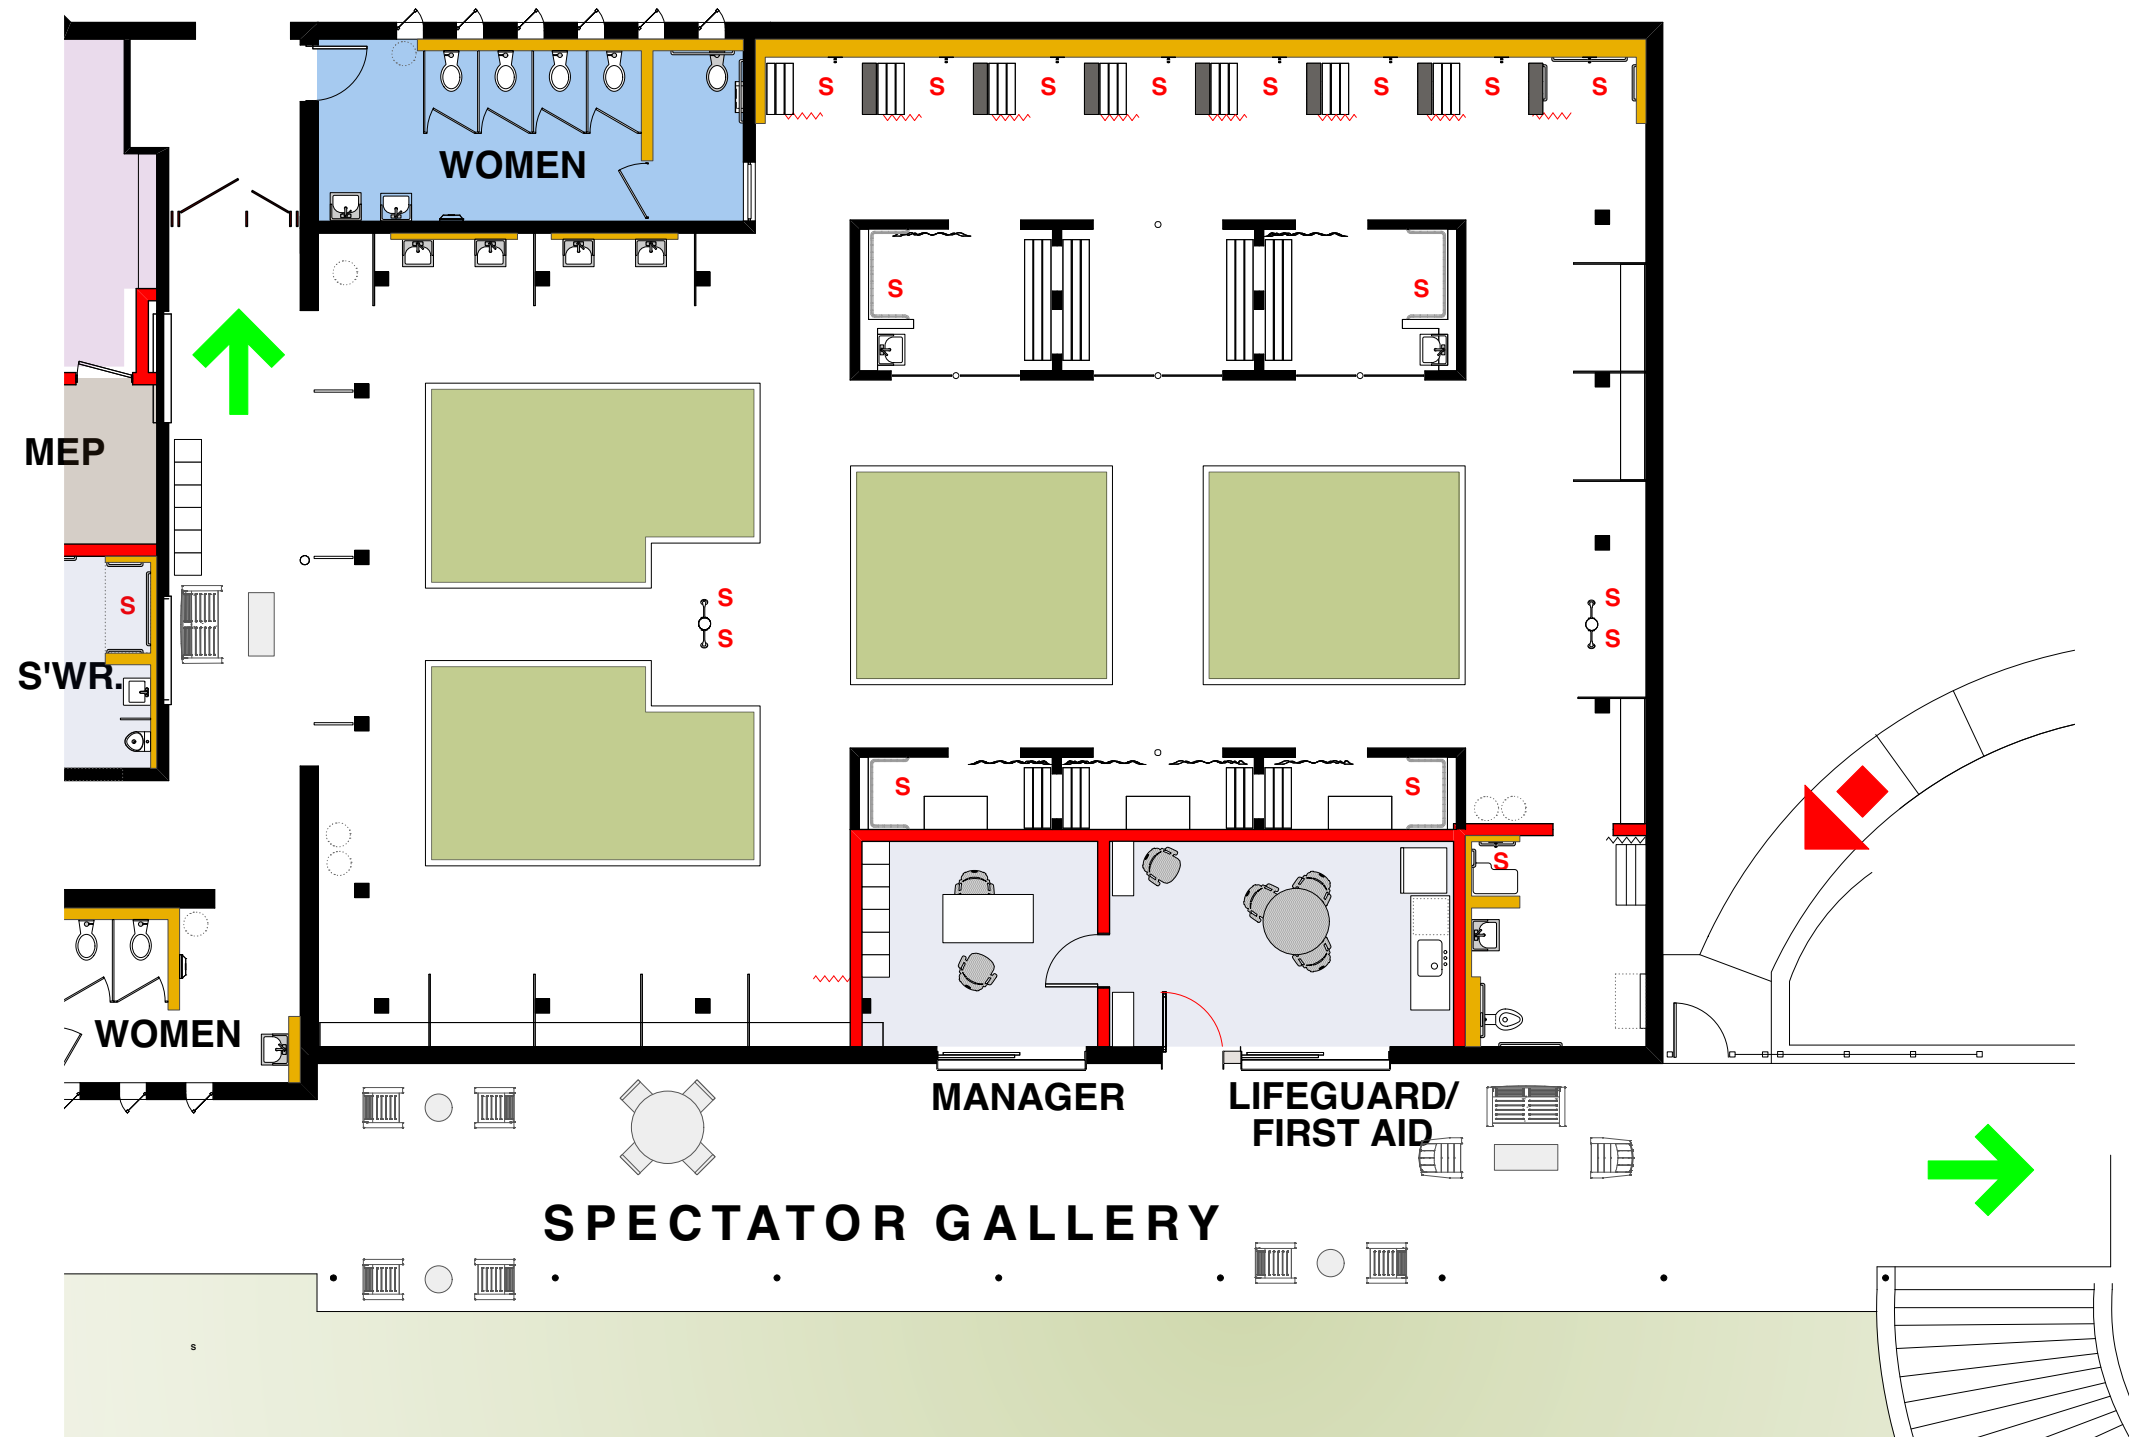 S S S S S S S S
WOMEN
S S
MEP
S S S
S S
S'WR.
S S
S
WOMEN
MANAGER LIFEGUARD/
FIRST AID
SPECTATOR GALLERY
S